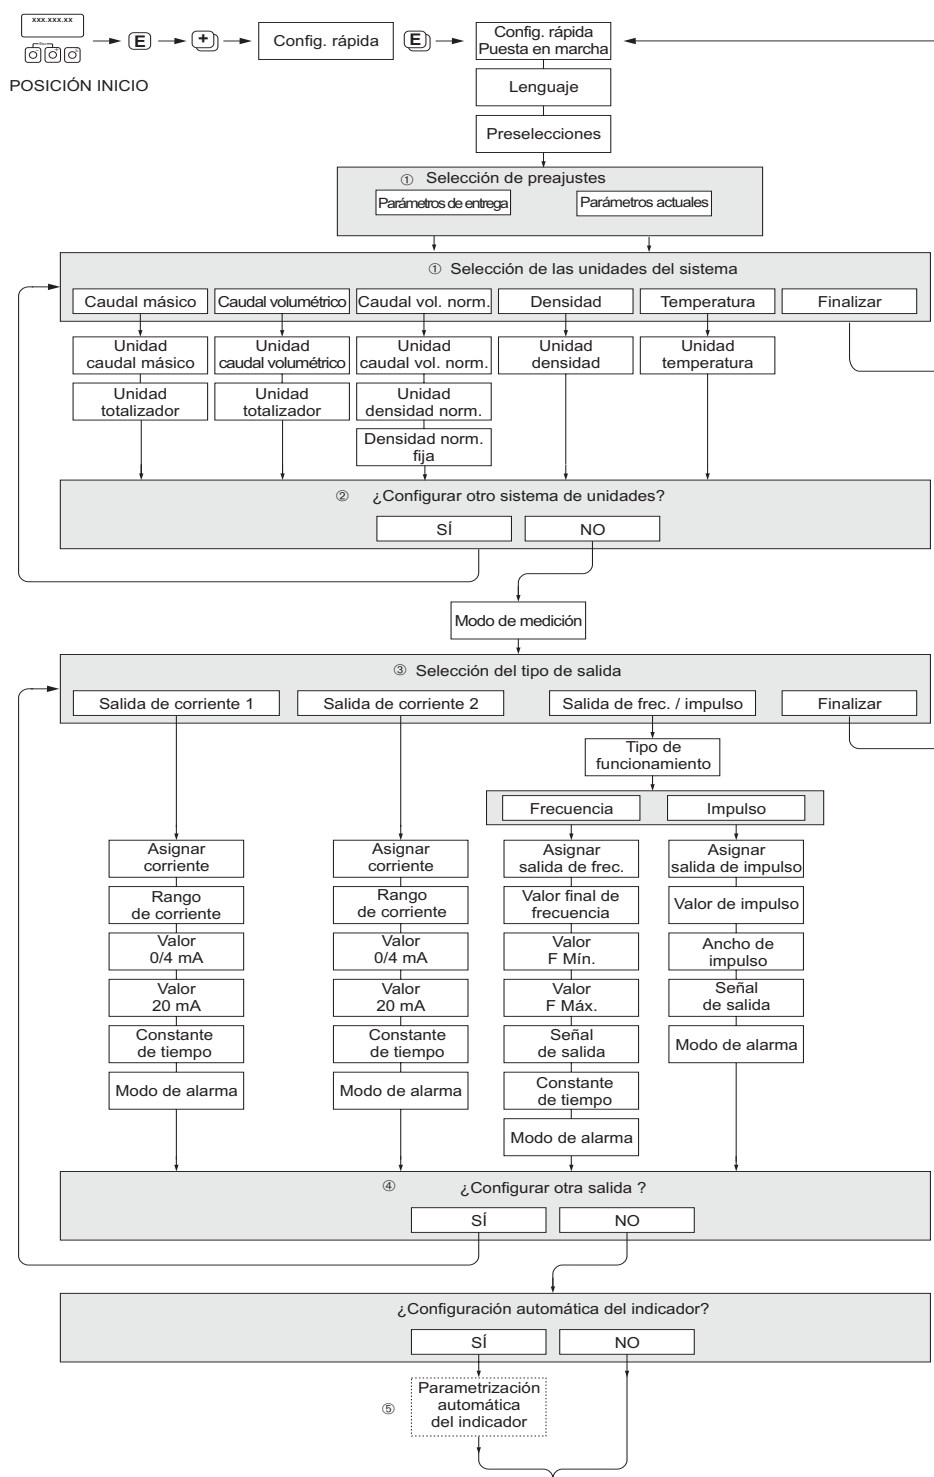 xxx.xxx.xx
Esc
- + E
POSICIÓN INICIO
E
+
Config. rápida
E
Config. rápida
Puesta en marcha
Lenguaje
Preselecciones
① Selección de preajustes
Parámetros de entrega
Parámetros actuales
① Selección de las unidades del sistema
Caudal másico
Caudal volumétrico
Caudal vol. norm.
Densidad
Temperatura
Finalizar
Unidad
caudal másico
Unidad
caudal volumétrico
Unidad
caudal vol. norm.
Unidad
densidad
Unidad
temperatura
Unidad
totalizador
Unidad
totalizador
Unidad
densidad norm.
Densidad norm.
fija
② ¿Configurar otro sistema de unidades?
SÍ
NO
Modo de medición
③ Selección del tipo de salida
Salida de corriente 1
Salida de corriente 2
Salida de frec. / impulso
Finalizar
Tipo de
funcionamiento
Frecuencia
Impulso
Asignar
corriente
Rango
de corriente
Valor
0/4 mA
Valor
20 mA
Constante
de tiempo
Modo de alarma
Asignar
corriente
Rango
de corriente
Valor
0/4 mA
Valor
20 mA
Constante
de tiempo
Modo de alarma
Asignar
salida de frec.
Valor final de
frecuencia
Valor
F Mín.
Valor
F Máx.
Señal
de salida
Constante
de tiempo
Modo de alarma
Asignar
salida de impulso
Valor de impulso
Ancho de
impulso
Señal
de salida
Modo de alarma
④ ¿Configurar otra salida ?
SÍ
NO
¿Configuración automática del indicador?
SÍ
NO
⑤
Parametrización
automática
del indicador